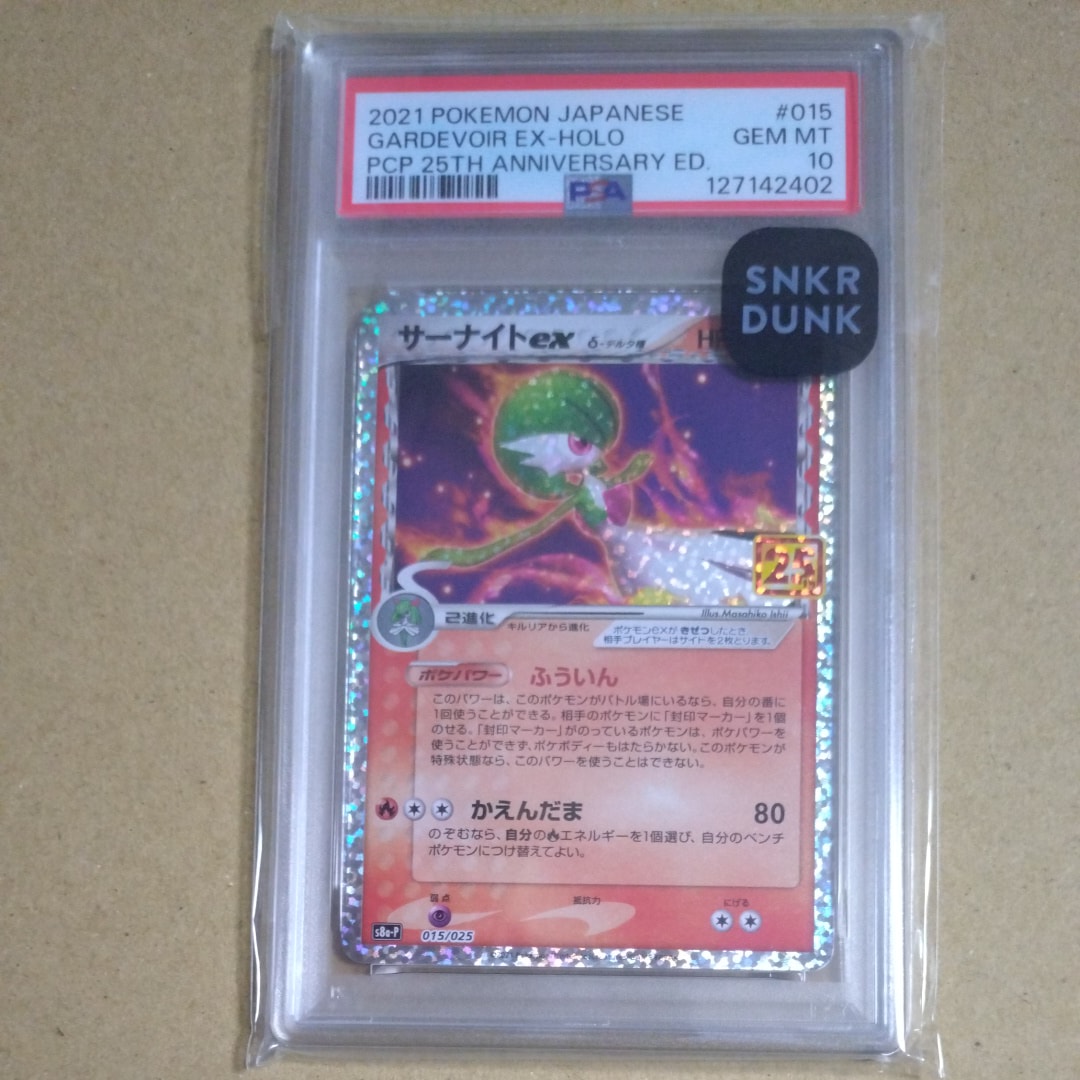 2021 POKEMON JAPANESE #015
GARDEVOIR EX-HOLO GEM MT
PCP 25TH ANNIVERSARY ED. 10
PSA 127142402
SNKR
DUNK
サーナイトex δ-デルタ種 H
25
2進化 キルリアから進化
Illus.Masahiko Ishii
ポケモンexが きぜつしたとき、
相手プレイヤーはサイドを2枚とります。
ポケパワー ふういん
このパワーは、このポケモンがバトル場にいるなら、自分の番に
1回使うことができる。相手のポケモンに「封印マーカー」を1個
のせる。「封印マーカー」がのっているポケモンは、ポケパワーを
使うことができず、ポケボディーもはたらかない。このポケモンが
特殊状態なら、このパワーを使うことはできない。
かえんだま 80
のぞむなら、自分のエネルギーを1個選び、自分のベンチ
ポケモンにつけ替えてよい。
弱点 抵抗力 にげる
s8a-P 015/025